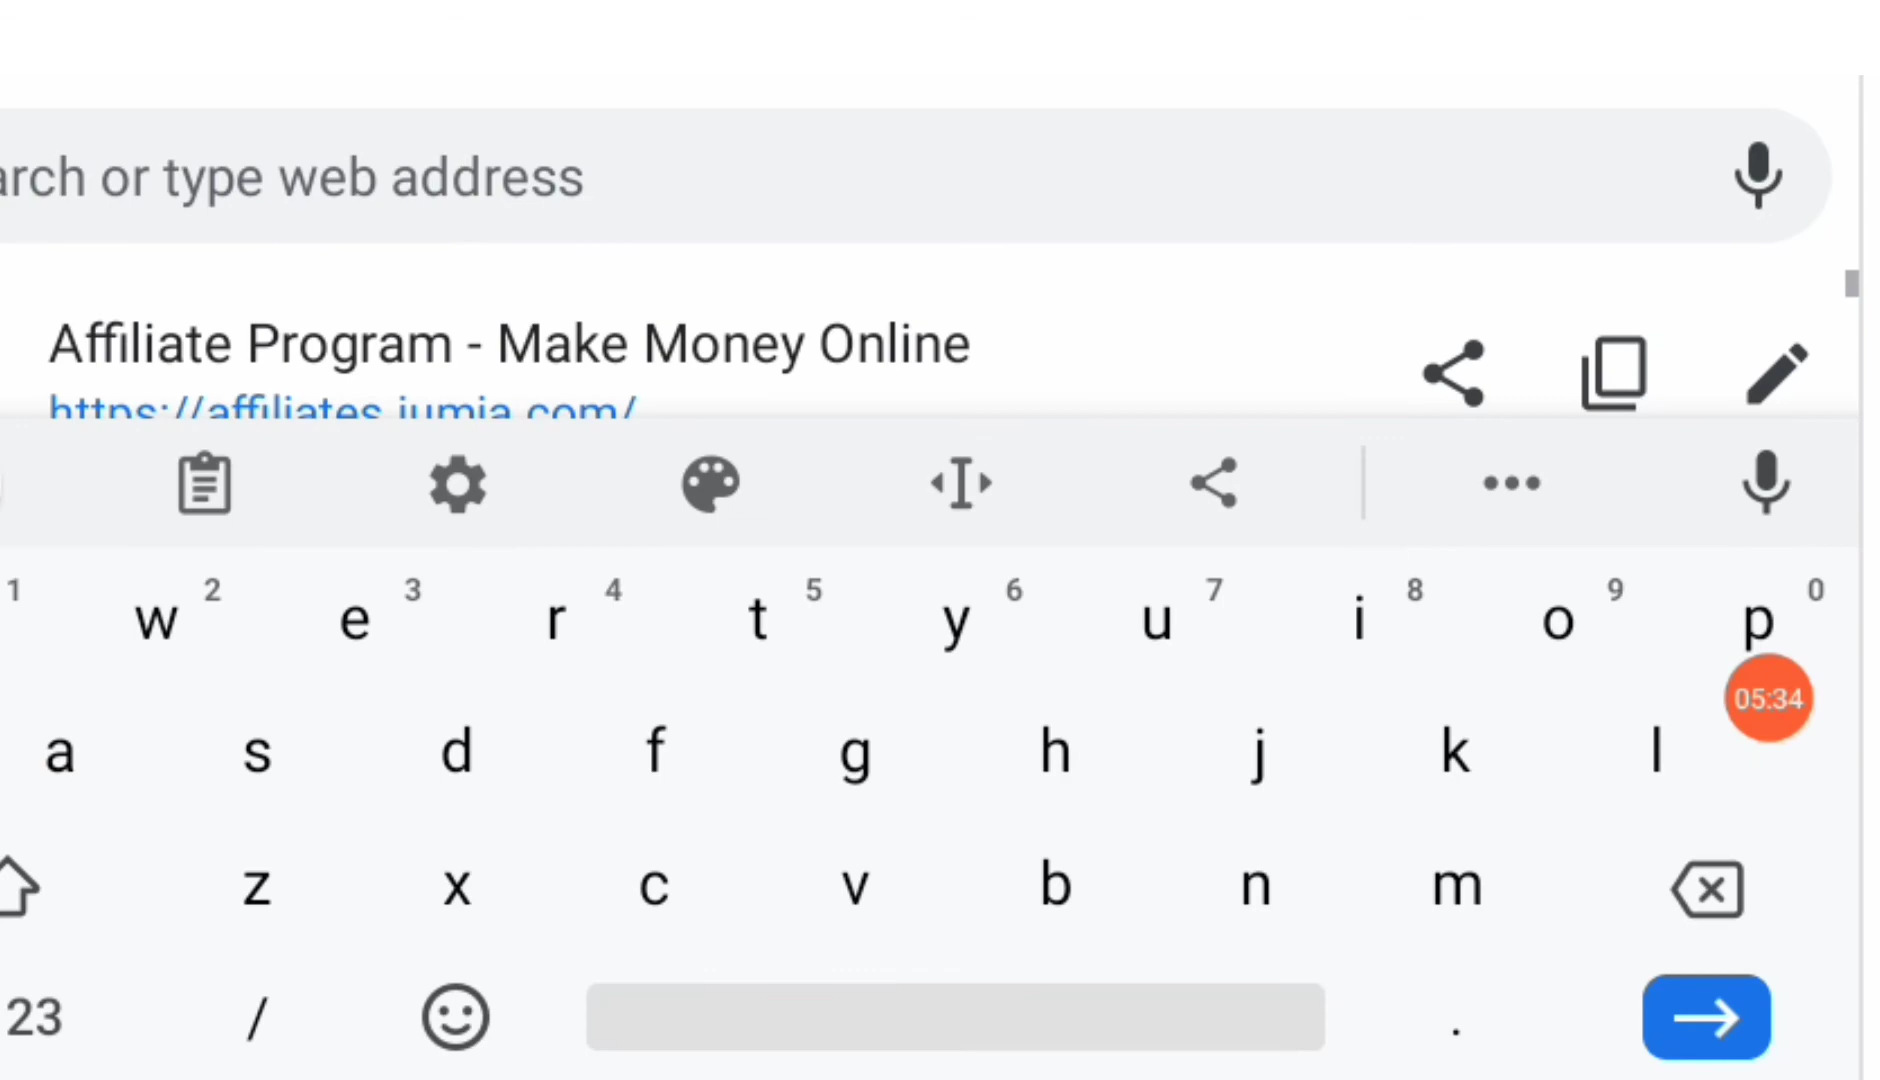 arch or type web address
Affiliate Program - Make Money Online
https://affiliates.jumia.com/
1 2 3 4 5 6 7 8 9 0
w e r t y u i o p
05:34
a s d f g h j k l
z x c v b n m
23 / .